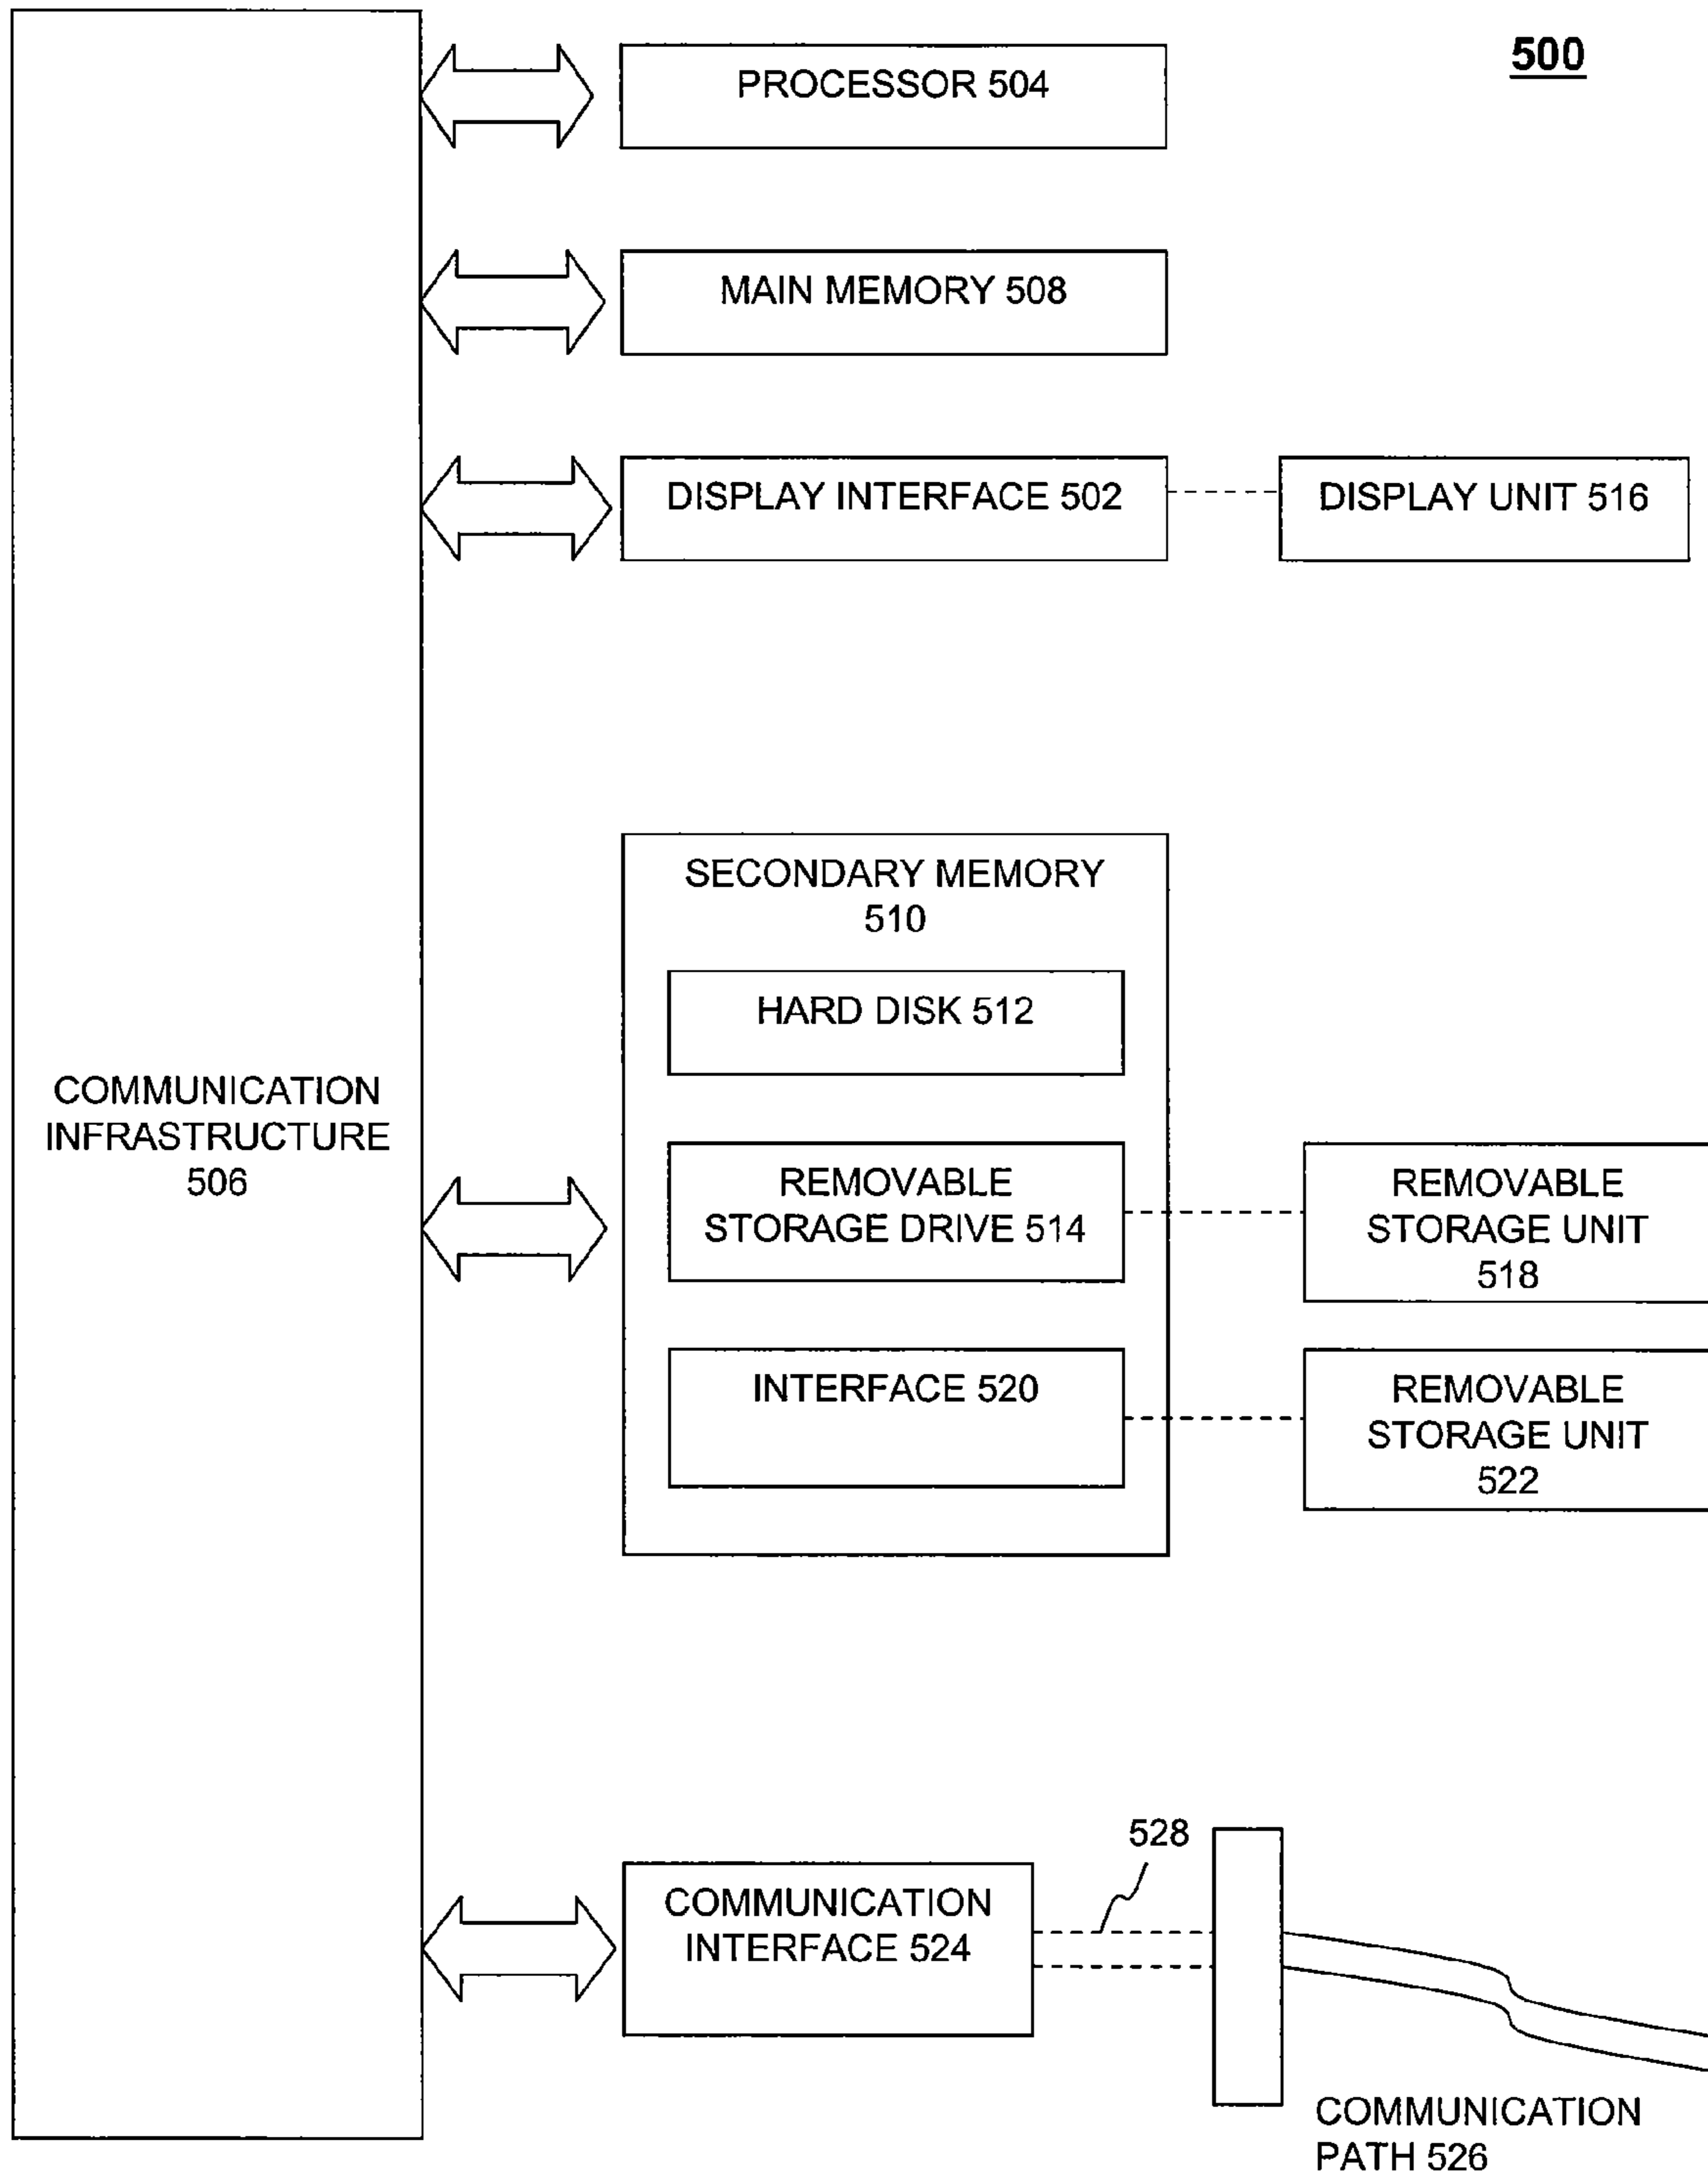 500
PROCESSOR 504
MAIN MEMORY 508
DISPLAY INTERFACE 502
DISPLAY UNIT 516
SECONDARY MEMORY
510
HARD DISK 512
COMMUNICATION
INFRASTRUCTURE
506
REMOVABLE
STORAGE DRIVE 514
REMOVABLE
STORAGE UNIT
518
INTERFACE 520
REMOVABLE
STORAGE UNIT
522
528
COMMUNICATION
INTERFACE 524
COMMUNICATION
PATH 526